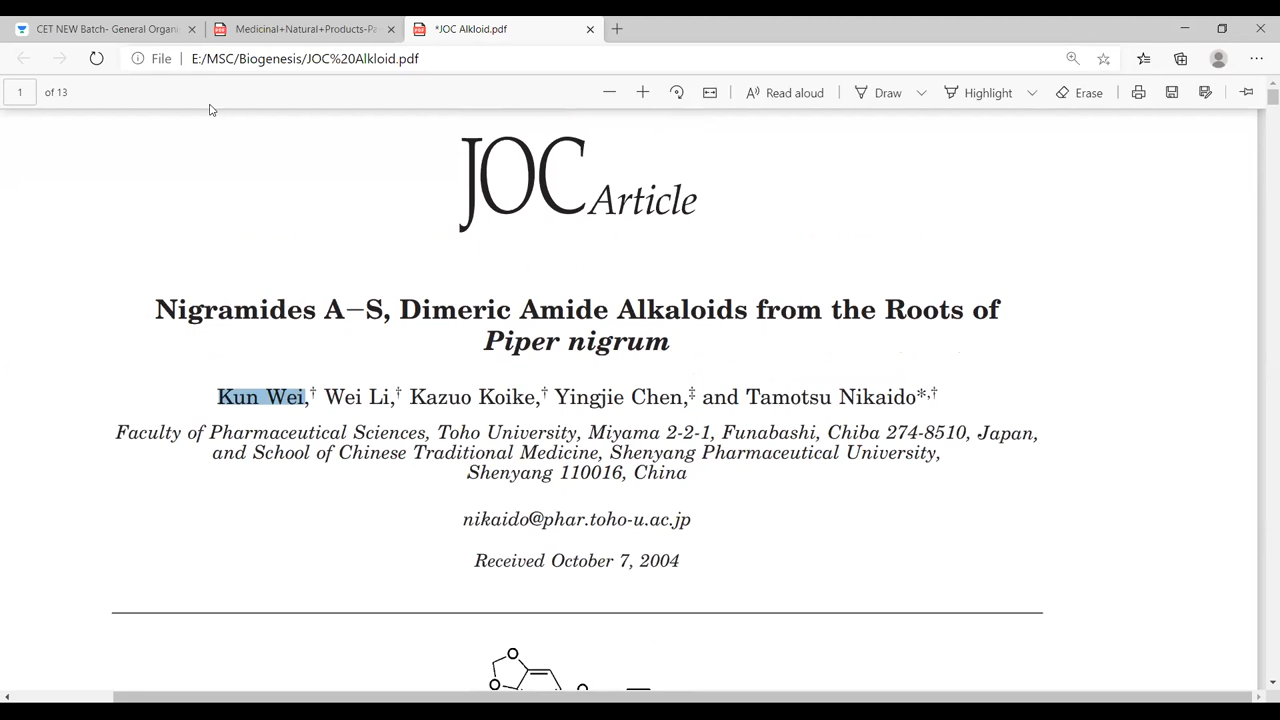 CET NEW Batch- General Organi
Medicinal+Natural+Products-Pa
*JOC Alkloid.pdf
File
E:/MSC/Biogenesis/JOC%20Alkloid.pdf
1 of 13
Read aloud
Draw
Highlight
Erase
JOC Article
Nigramides A−S, Dimeric Amide Alkaloids from the Roots of
Piper nigrum
Kun Wei,† Wei Li,† Kazuo Koike,† Yingjie Chen,‡ and Tamotsu Nikaido*,†
Faculty of Pharmaceutical Sciences, Toho University, Miyama 2-2-1, Funabashi, Chiba 274-8510, Japan,
and School of Chinese Traditional Medicine, Shenyang Pharmaceutical University,
Shenyang 110016, China
nikaido@phar.toho-u.ac.jp
Received October 7, 2004
O
O